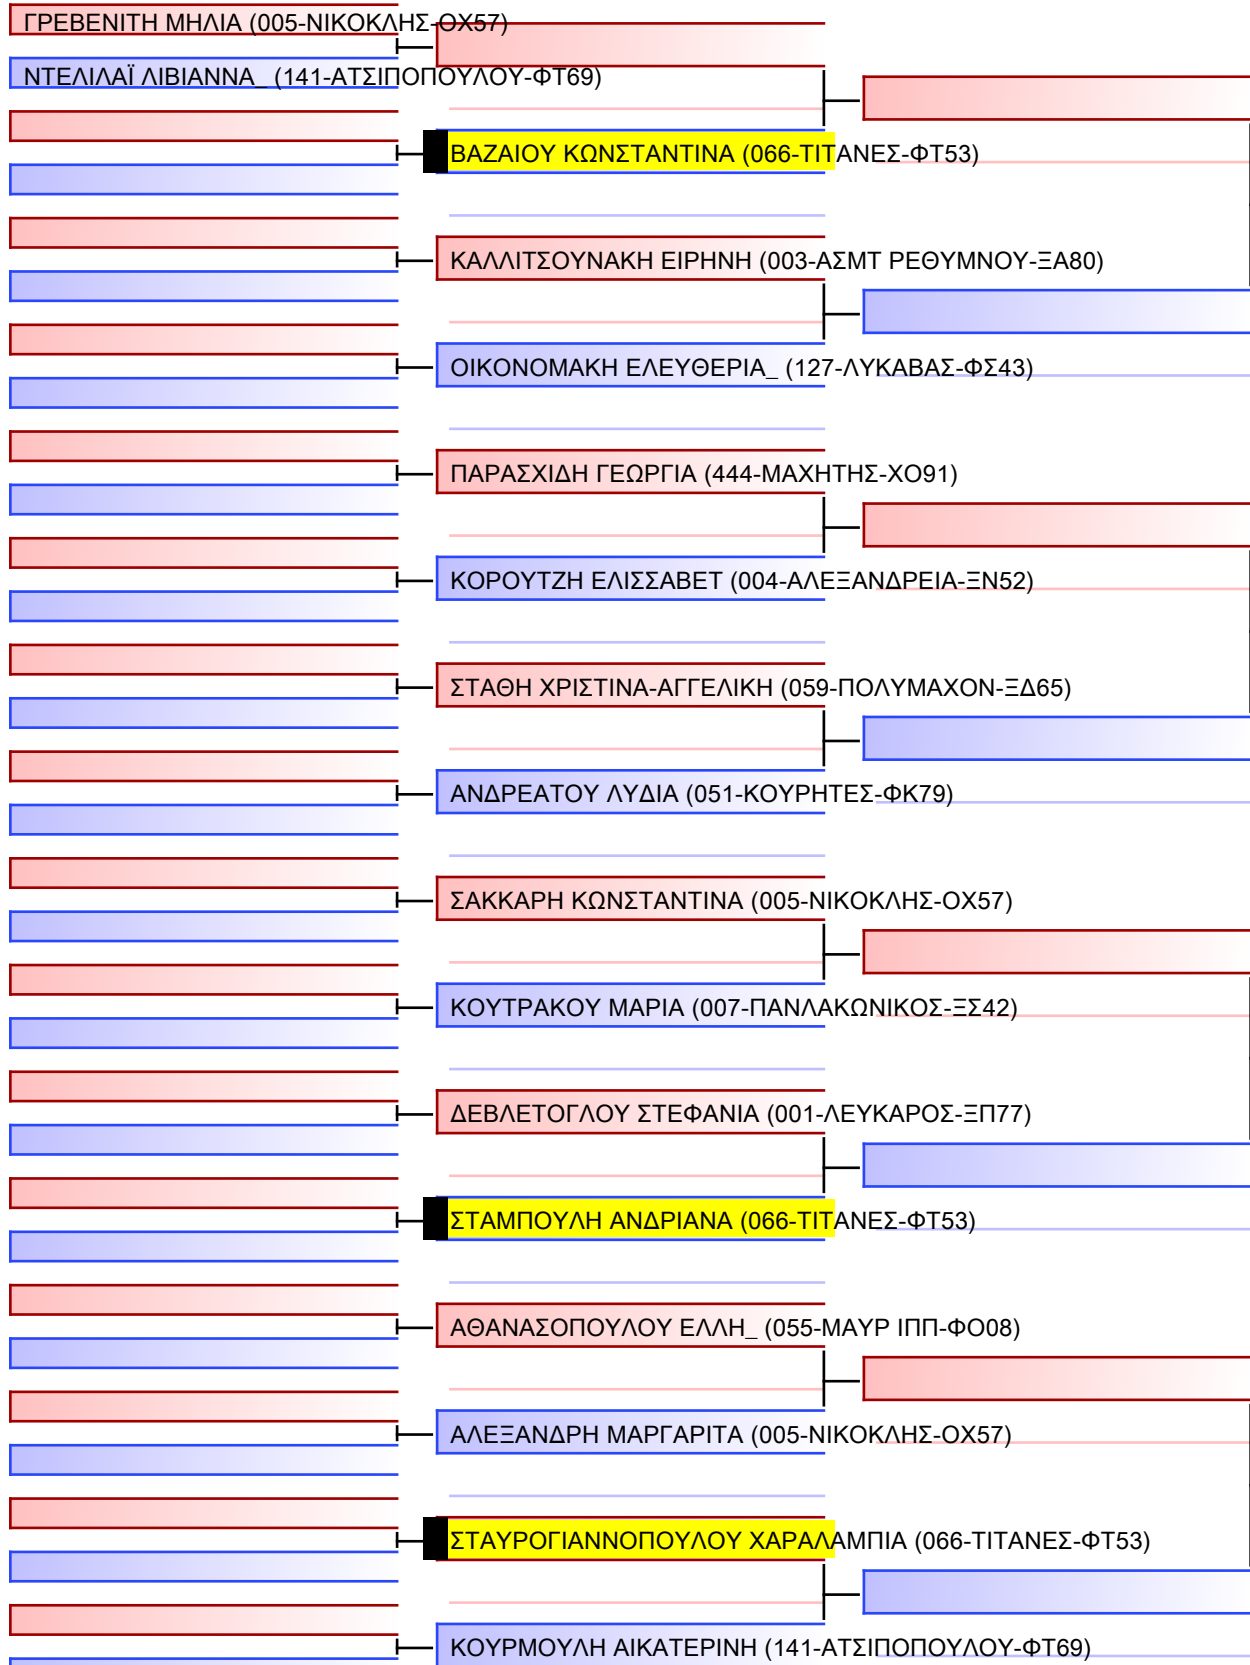 ΓΡΕΒΕΝΙΤΗ ΜΗΛΙΑ (005-ΝΙΚΟΚΛΗΣ-ΟΧ57)
ΝΤΕΛΙΛΑΪ ΛΙΒΙΑΝΝΑ_ (141-ΑΤΣΙΠΟΠΟΥΛΟΥ-ΦΤ69)
ΒΑΖΑΙΟΥ ΚΩΝΣΤΑΝΤΙΝΑ (066-ΤΙΤΑΝΕΣ-ΦΤ53)
ΚΑΛΛΙΤΣΟΥΝΑΚΗ ΕΙΡΗΝΗ (003-ΑΣΜΤ ΡΕΘΥΜΝΟΥ-ΞΑ80)
ΟΙΚΟΝΟΜΑΚΗ ΕΛΕΥΘΕΡΙΑ_ (127-ΛΥΚΑΒΑΣ-ΦΣ43)
ΠΑΡΑΣΧΙΔΗ ΓΕΩΡΓΙΑ (444-ΜΑΧΗΤΗΣ-ΧΟ91)
ΚΟΡΟΥΤΖΗ ΕΛΙΣΣΑΒΕΤ (004-ΑΛΕΞΑΝΔΡΕΙΑ-ΞΝ52)
ΣΤΑΘΗ ΧΡΙΣΤΙΝΑ-ΑΓΓΕΛΙΚΗ (059-ΠΟΛΥΜΑΧΟΝ-ΞΔ65)
ΑΝΔΡΕΑΤΟΥ ΛΥΔΙΑ (051-ΚΟΥΡΗΤΕΣ-ΦΚ79)
ΣΑΚΚΑΡΗ ΚΩΝΣΤΑΝΤΙΝΑ (005-ΝΙΚΟΚΛΗΣ-ΟΧ57)
ΚΟΥΤΡΑΚΟΥ ΜΑΡΙΑ (007-ΠΑΝΛΑΚΩΝΙΚΟΣ-ΞΣ42)
ΔΕΒΛΕΤΟΓΛΟΥ ΣΤΕΦΑΝΙΑ (001-ΛΕΥΚΑΡΟΣ-ΞΠ77)
ΣΤΑΜΠΟΥΛΗ ΑΝΔΡΙΑΝΑ (066-ΤΙΤΑΝΕΣ-ΦΤ53)
ΑΘΑΝΑΣΟΠΟΥΛΟΥ ΕΛΛΗ_ (055-ΜΑΥΡ ΙΠΠ-ΦΟ08)
ΑΛΕΞΑΝΔΡΗ ΜΑΡΓΑΡΙΤΑ (005-ΝΙΚΟΚΛΗΣ-ΟΧ57)
ΣΤΑΥΡΟΓΙΑΝΝΟΠΟΥΛΟΥ ΧΑΡΑΛΑΜΠΙΑ (066-ΤΙΤΑΝΕΣ-ΦΤ53)
ΚΟΥΡΜΟΥΛΗ ΑΙΚΑΤΕΡΙΝΗ (141-ΑΤΣΙΠΟΠΟΥΛΟΥ-ΦΤ69)